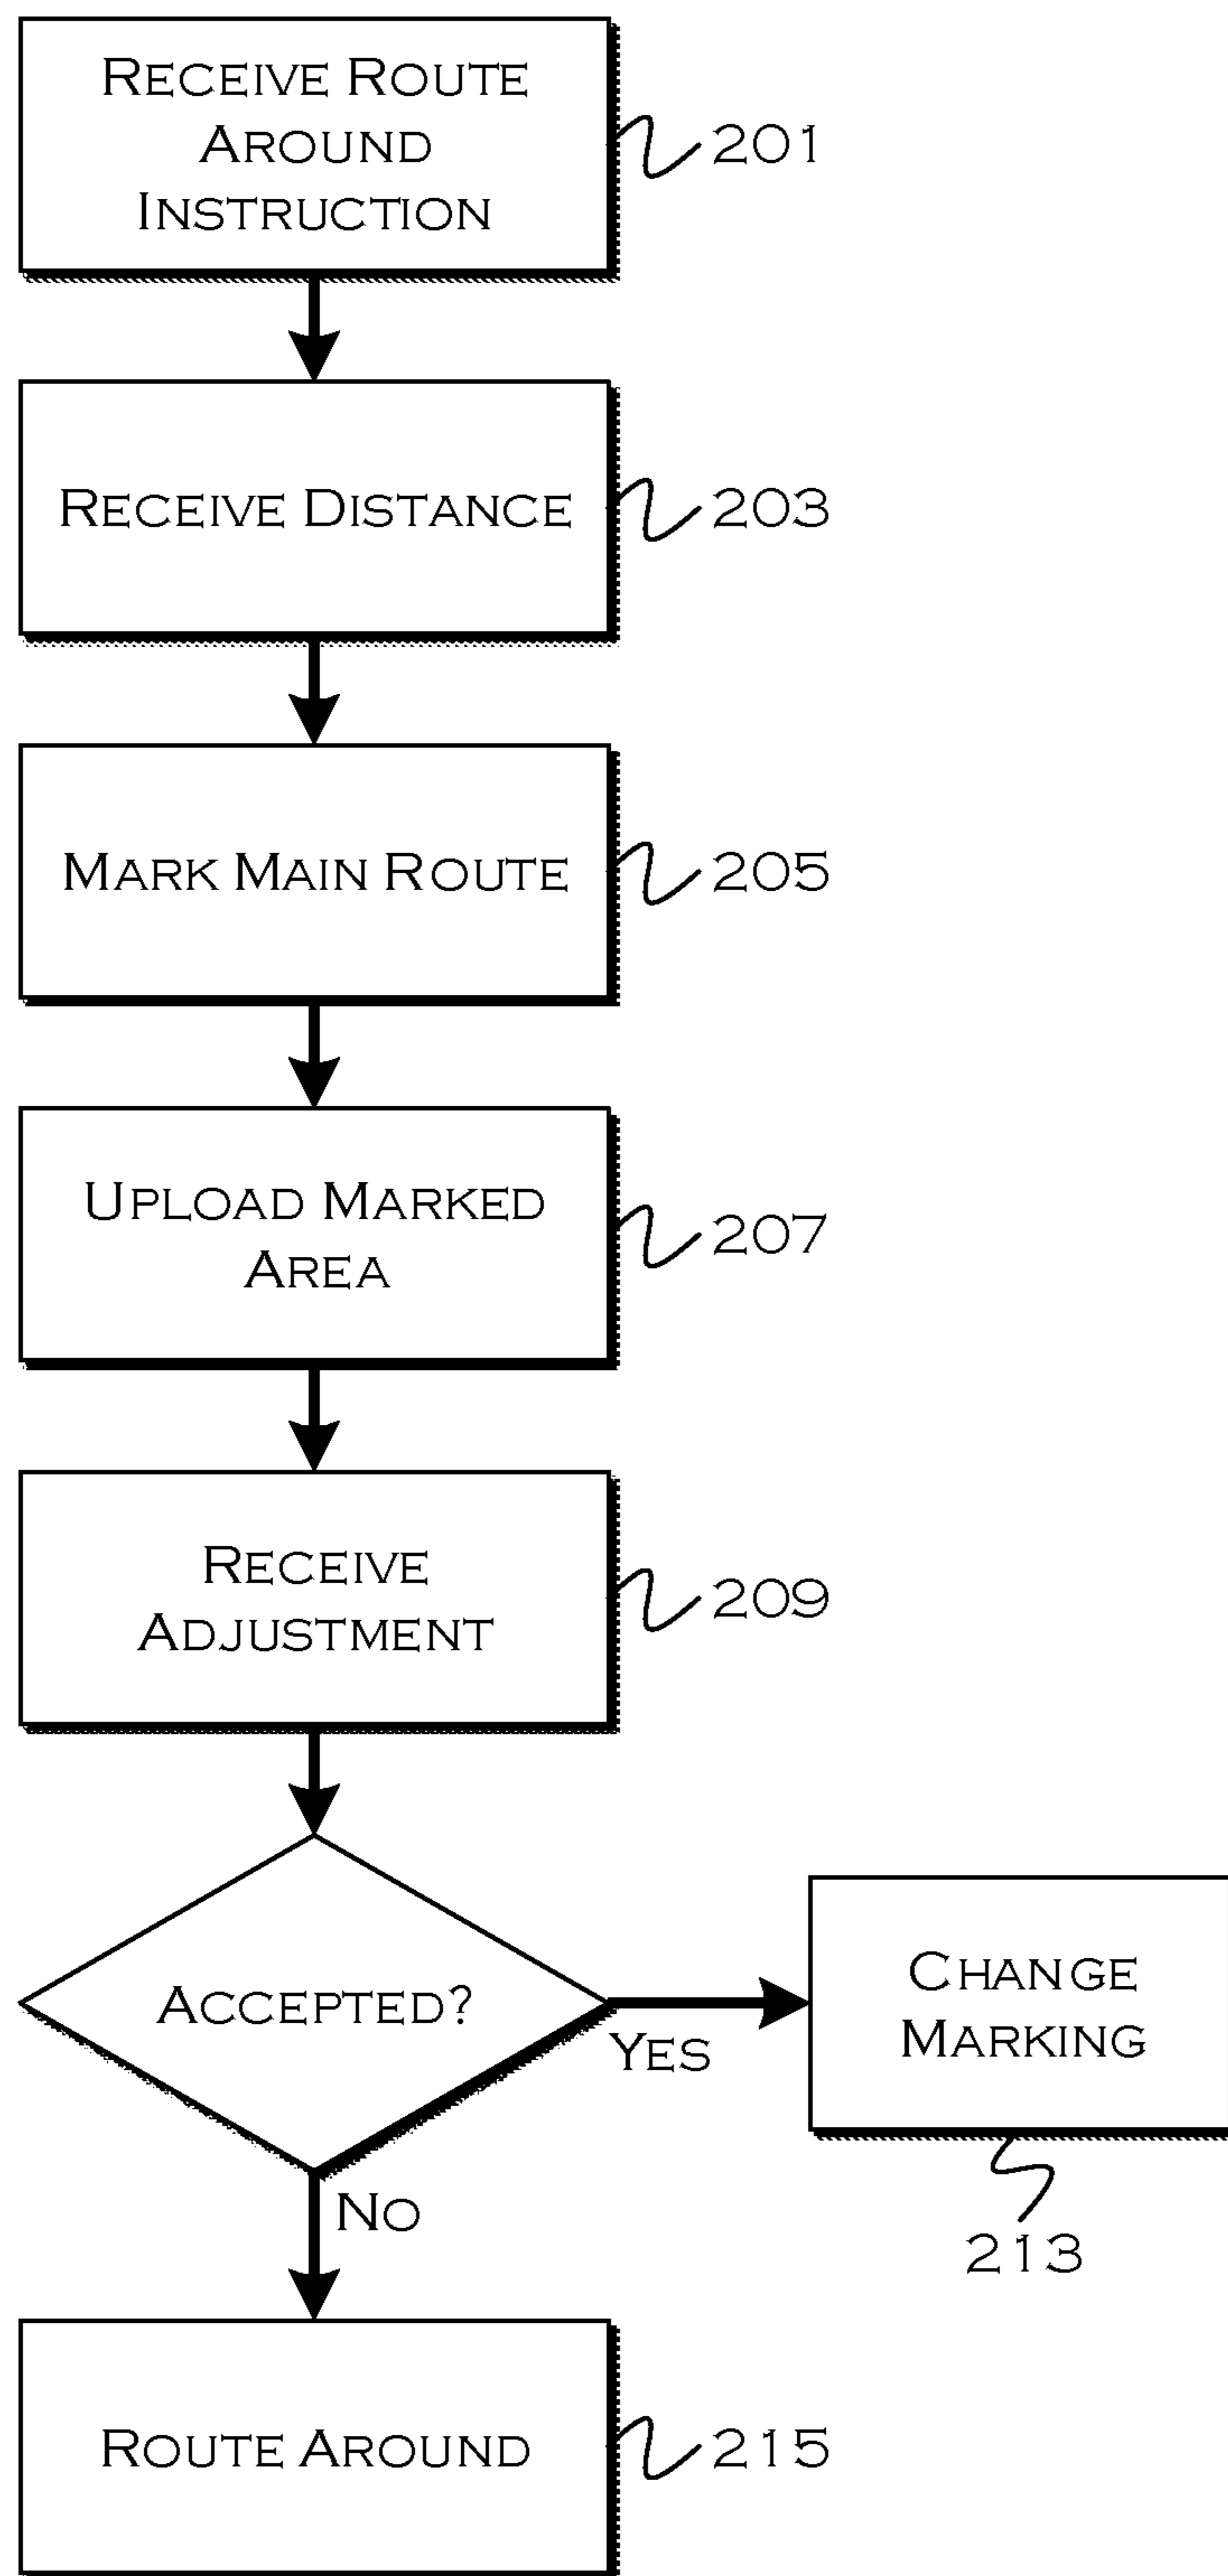 RECEIVE ROUTE
AROUND
INSTRUCTION
201
RECEIVE DISTANCE
203
MARK MAIN ROUTE
205
UPLOAD MARKED
AREA
207
RECEIVE
ADJUSTMENT
209
ACCEPTED?
YES
CHANGE
MARKING
213
NO
ROUTE AROUND
215